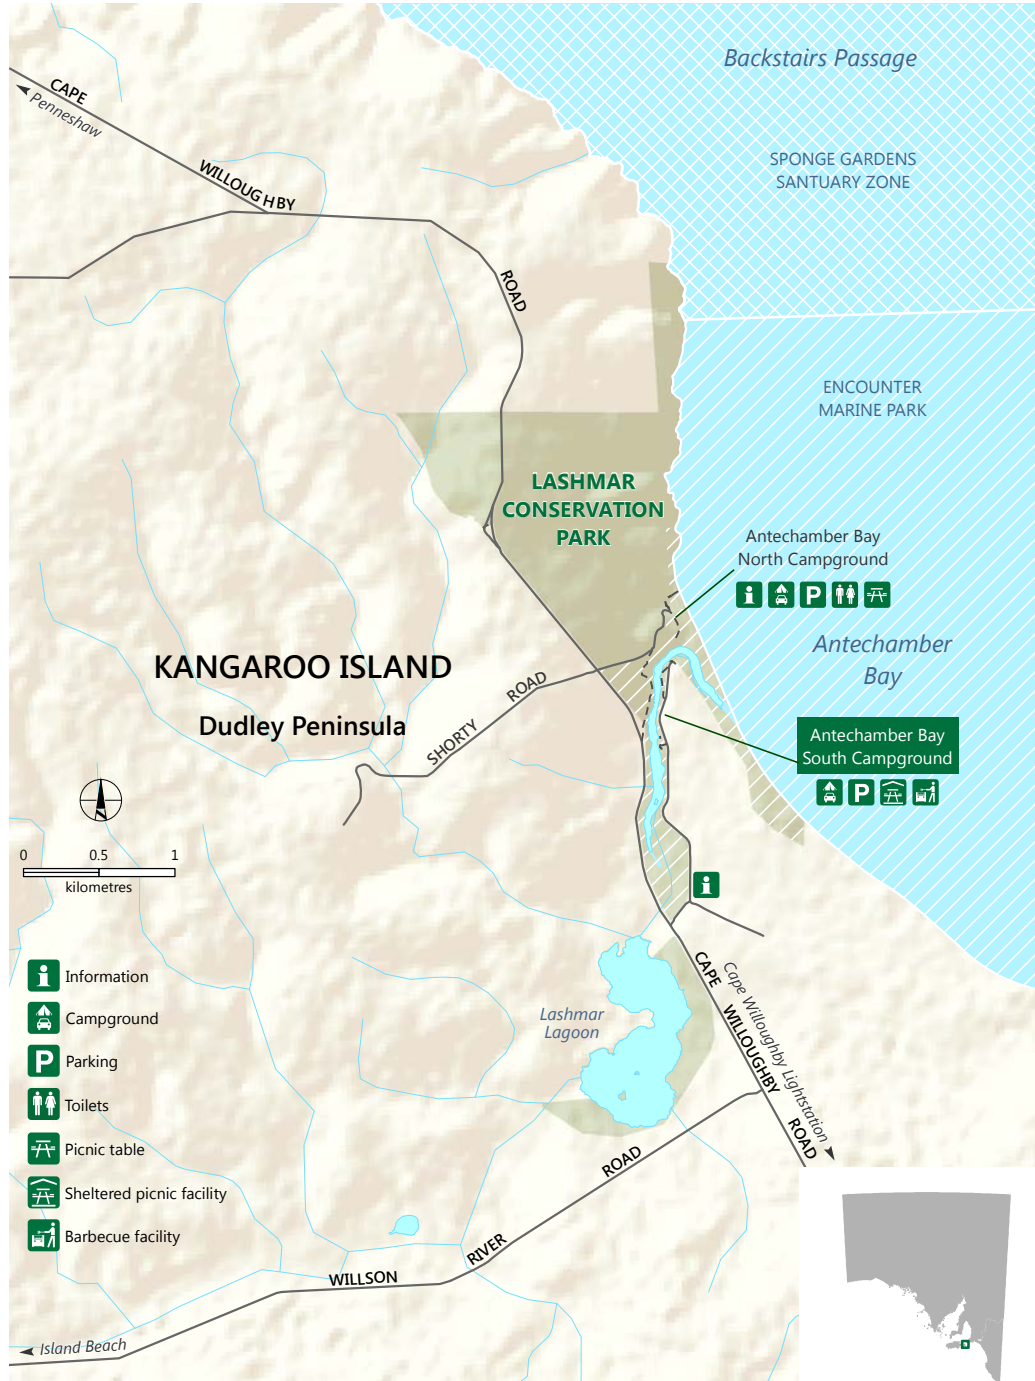 Backstairs Passage
SPONGE GARDENS
SANTUARY ZONE
CAPE
Penneshaw
WILLOUGHBY
ROAD
ENCOUNTER
MARINE PARK
LASHMAR
CONSERVATION
PARK
Antechamber Bay
North Campground
i
P
Antechamber
Bay
KANGAROO ISLAND
Dudley Peninsula
SHORTY
ROAD
Antechamber Bay
South Campground
P
0 0.5 1
kilometres
i
CAPE
WILLOUGHBY
ROAD
Cape Willoughby Lightstation
Lashmar
Lagoon
i Information
Campground
P Parking
Toilets
Picnic table
Sheltered picnic facility
Barbecue facility
WILLSON
RIVER
ROAD
Island Beach